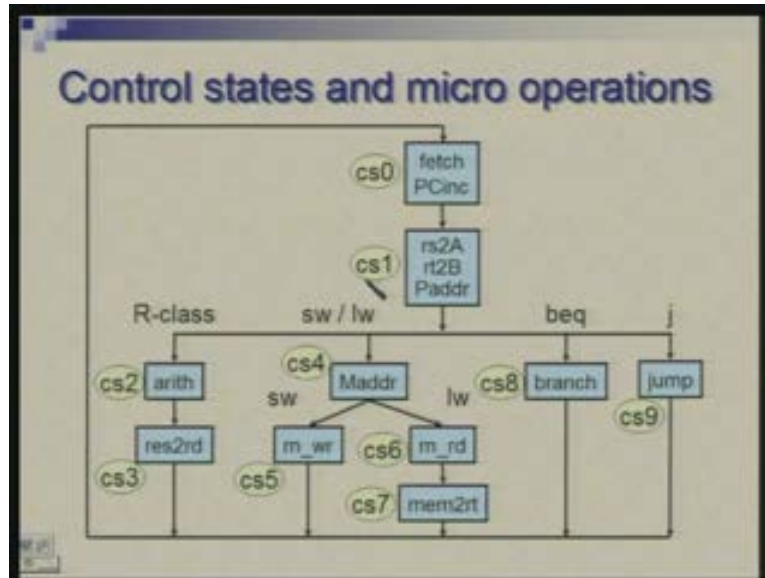 Control states and micro operations
cs0
fetch
PCinc
cs1
rs2A
rt2B
Paddr
R-class
sw / lw
beq
j
cs2
arith
cs4
Maddr
cs8
branch
jump
cs9
sw
lw
res2rd
cs3
m_wr
cs5
cs6
m_rd
cs7
mem2rt